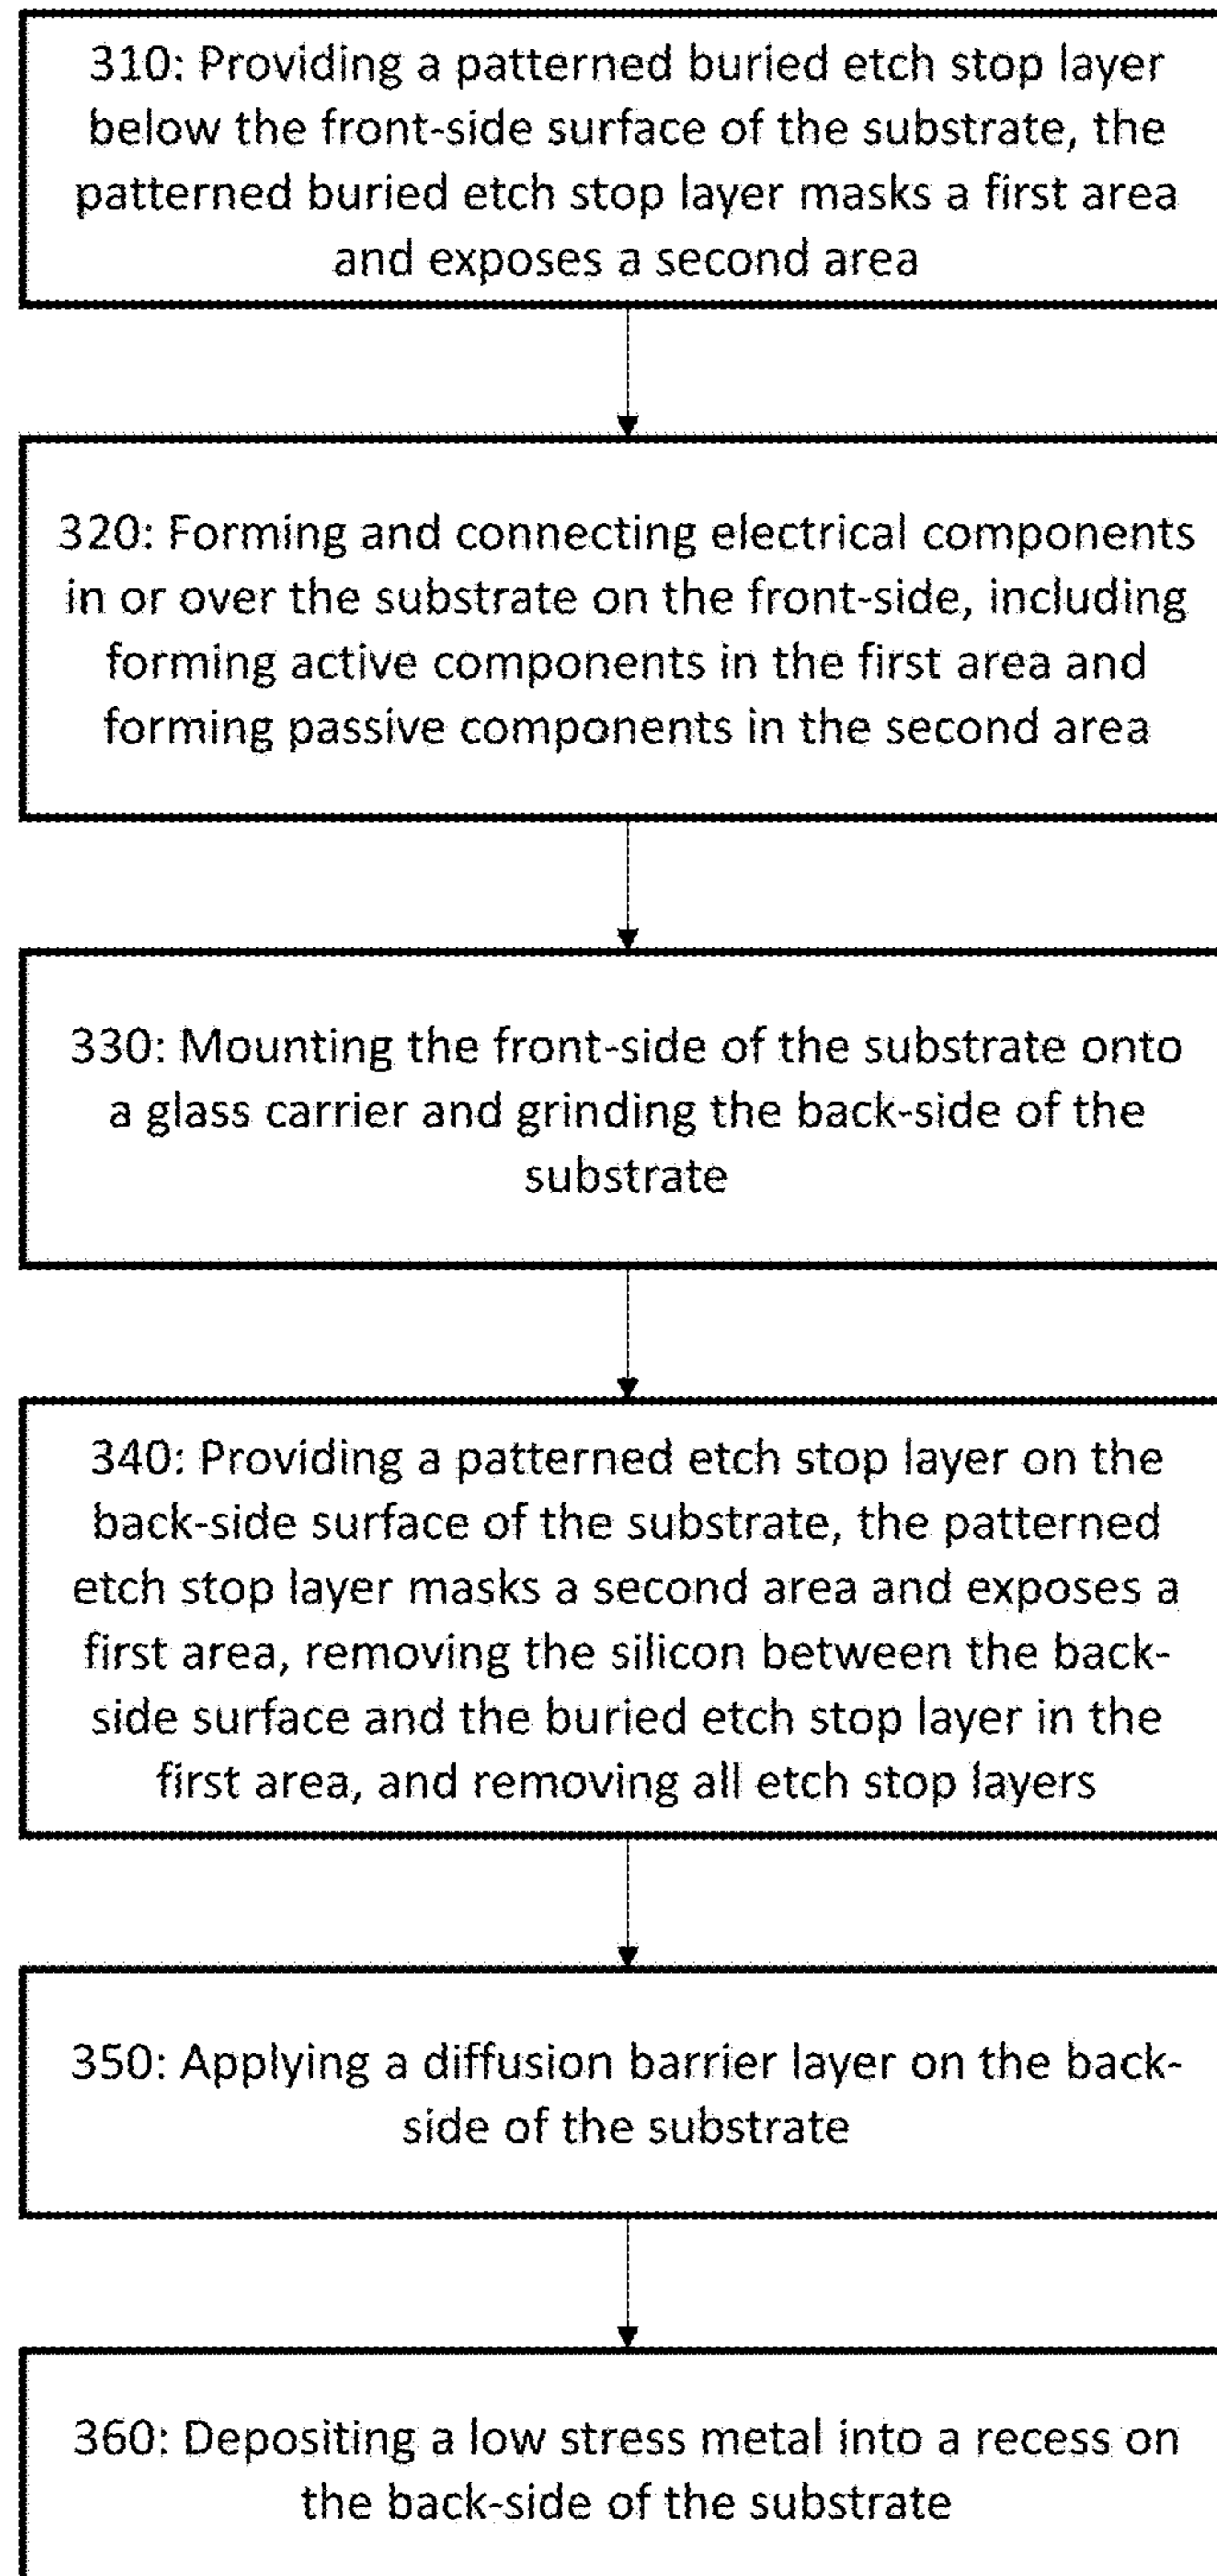 310: Providing a patterned buried etch stop layer
below the front-side surface of the substrate, the
patterned buried etch stop layer masks a first area
and exposes a second area
320: Forming and connecting electrical components
in or over the substrate on the front-side, including
forming active components in the first area and
forming passive components in the second area
330: Mounting the front-side of the substrate onto
a glass carrier and grinding the back-side of the
substrate
340: Providing a patterned etch stop layer on the
back-side surface of the substrate, the patterned
etch stop layer masks a second area and exposes a
first area, removing the silicon between the back-
side surface and the buried etch stop layer in the
first area, and removing all etch stop layers
350: Applying a diffusion barrier layer on the back-
side of the substrate
360: Depositing a low stress metal into a recess on
the back-side of the substrate